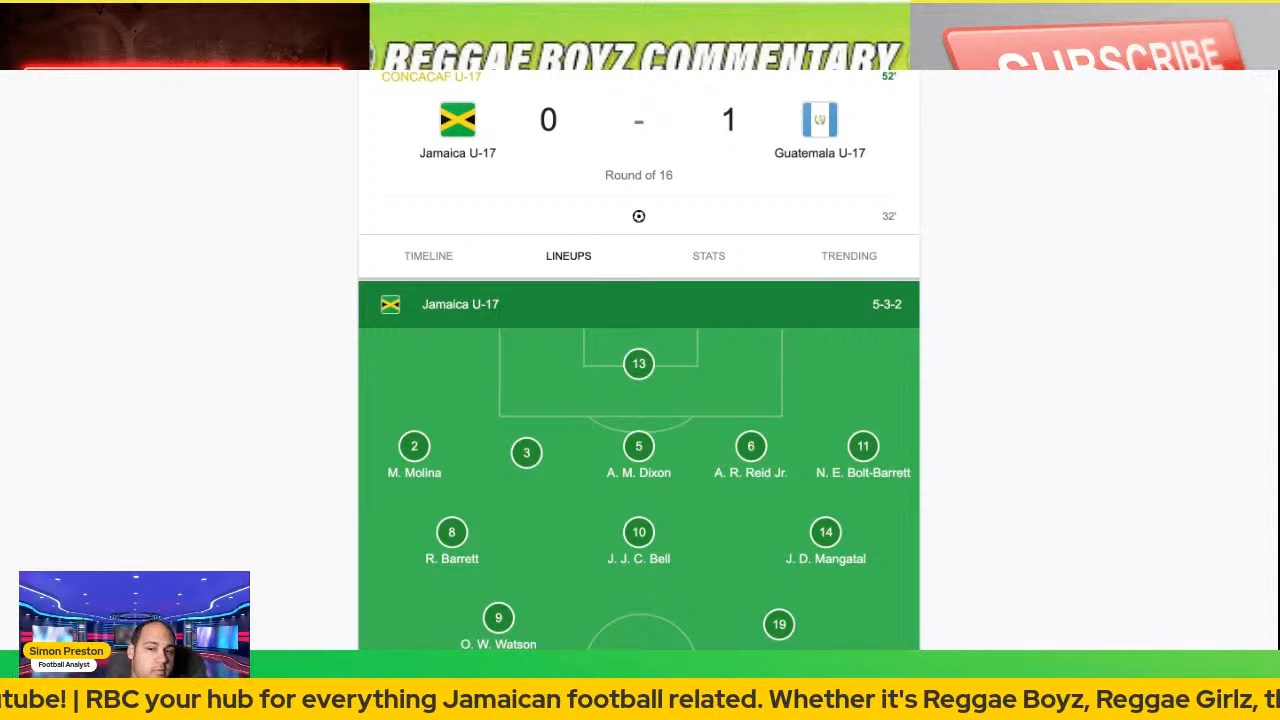 REGGAE BOYZ COMMENTARY
SUBSCRIBE
CONCACAF U-17 52'
0 - 1
Jamaica U-17 Guatemala U-17
Round of 16
32'
TIMELINE LINEUPS STATS TRENDING
Jamaica U-17 5-3-2
13
2 3 5 6 11
M. Molina A. M. Dixon A. R. Reid Jr. N. E. Bolt-Barrett
8 10 14
R. Barrett J. J. C. Bell J. D. Mangatal
9 19
O. W. Watson
Simon Preston
Football Analyst
utube! | RBC your hub for everything Jamaican football related. Whether it's Reggae Boyz, Reggae Girlz, th